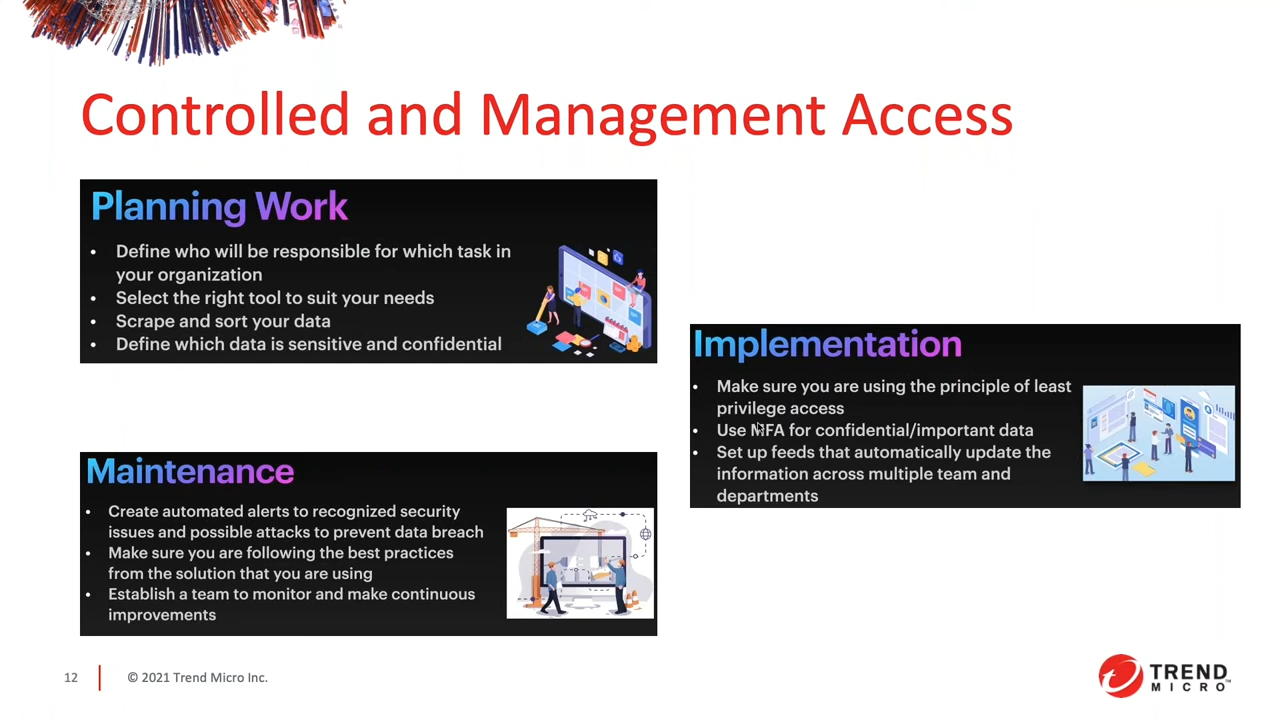 Controlled and Management Access
Planning Work
• Define who will be responsible for which task in
your organization
• Select the right tool to suit your needs
• Scrape and sort your data
• Define which data is sensitive and confidential
Implementation
• Make sure you are using the principle of least
privilege access
• Use MFA for confidential/important data
• Set up feeds that automatically update the
information across multiple team and
departments
Maintenance
• Create automated alerts to recognized security
issues and possible attacks to prevent data breach
• Make sure you are following the best practices
from the solution that you are using
• Establish a team to monitor and make continuous
improvements
12
© 2021 Trend Micro Inc.
TREND
MICRO™